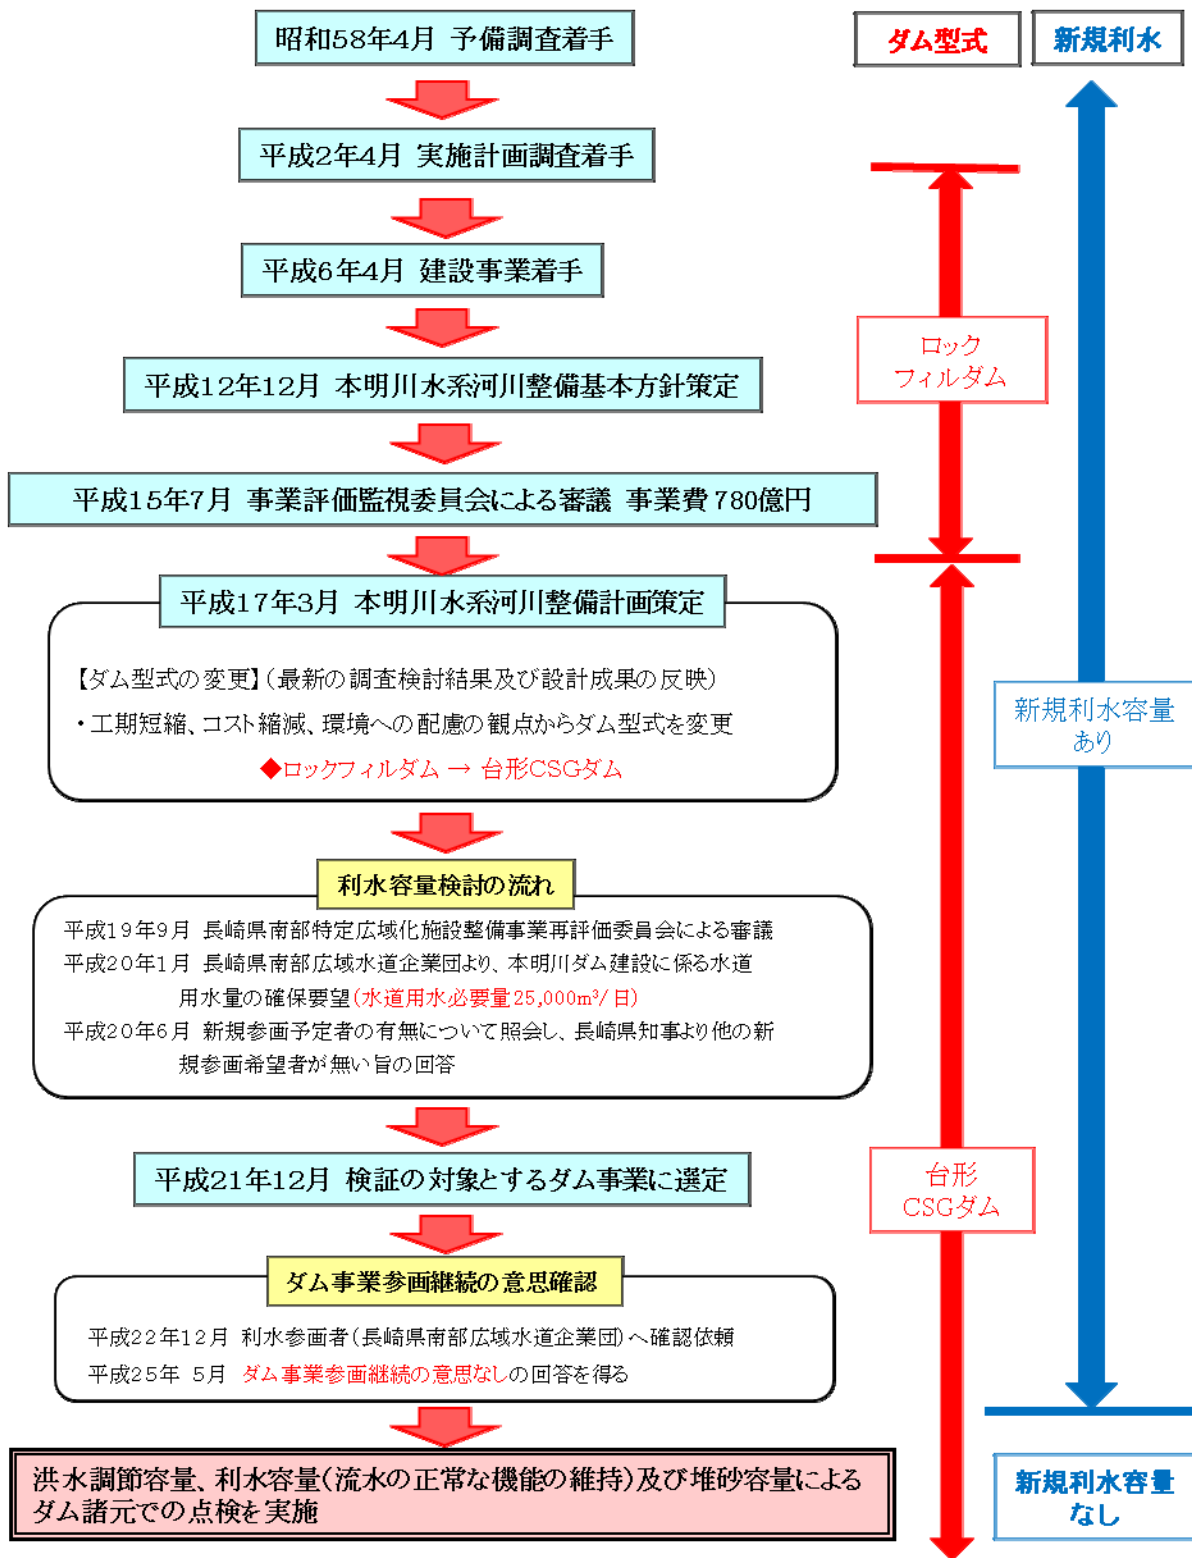 昭和58年4月 予備調査着手
ダム型式
新規利水
平成2年4月 実施計画調査着手
平成6年4月 建設事業着手
ロック
フィルダム
平成12年12月 本明川水系河川整備基本方針策定
平成15年7月 事業評価監視委員会による審議 事業費780億円
平成17年3月 本明川水系河川整備計画策定
【ダム型式の変更】(最新の調査検討結果及び設計成果の反映)
・工期短縮、コスト縮減、環境への配慮の観点からダム型式を変更
◆ロックフィルダム → 台形CSGダム
新規利水容量
あり
利水容量検討の流れ
平成19年9月 長崎県南部特定広域化施設整備事業再評価委員会による審議
平成20年1月 長崎県南部広域水道企業団より、本明川ダム建設に係る水道
用水量の確保要望(水道用水必要量25,000m³/日)
平成20年6月 新規参画予定者の有無について照会し、長崎県知事より他の新
規参画希望者が無い旨の回答
平成21年12月 検証の対象とするダム事業に選定
台形
CSGダム
ダム事業参画継続の意思確認
平成22年12月 利水参画者(長崎県南部広域水道企業団)へ確認依頼
平成25年 5月 ダム事業参画継続の意思なしの回答を得る
洪水調節容量、利水容量(流水の正常な機能の維持)及び堆砂容量による
ダム諸元での点検を実施
新規利水容量
なし